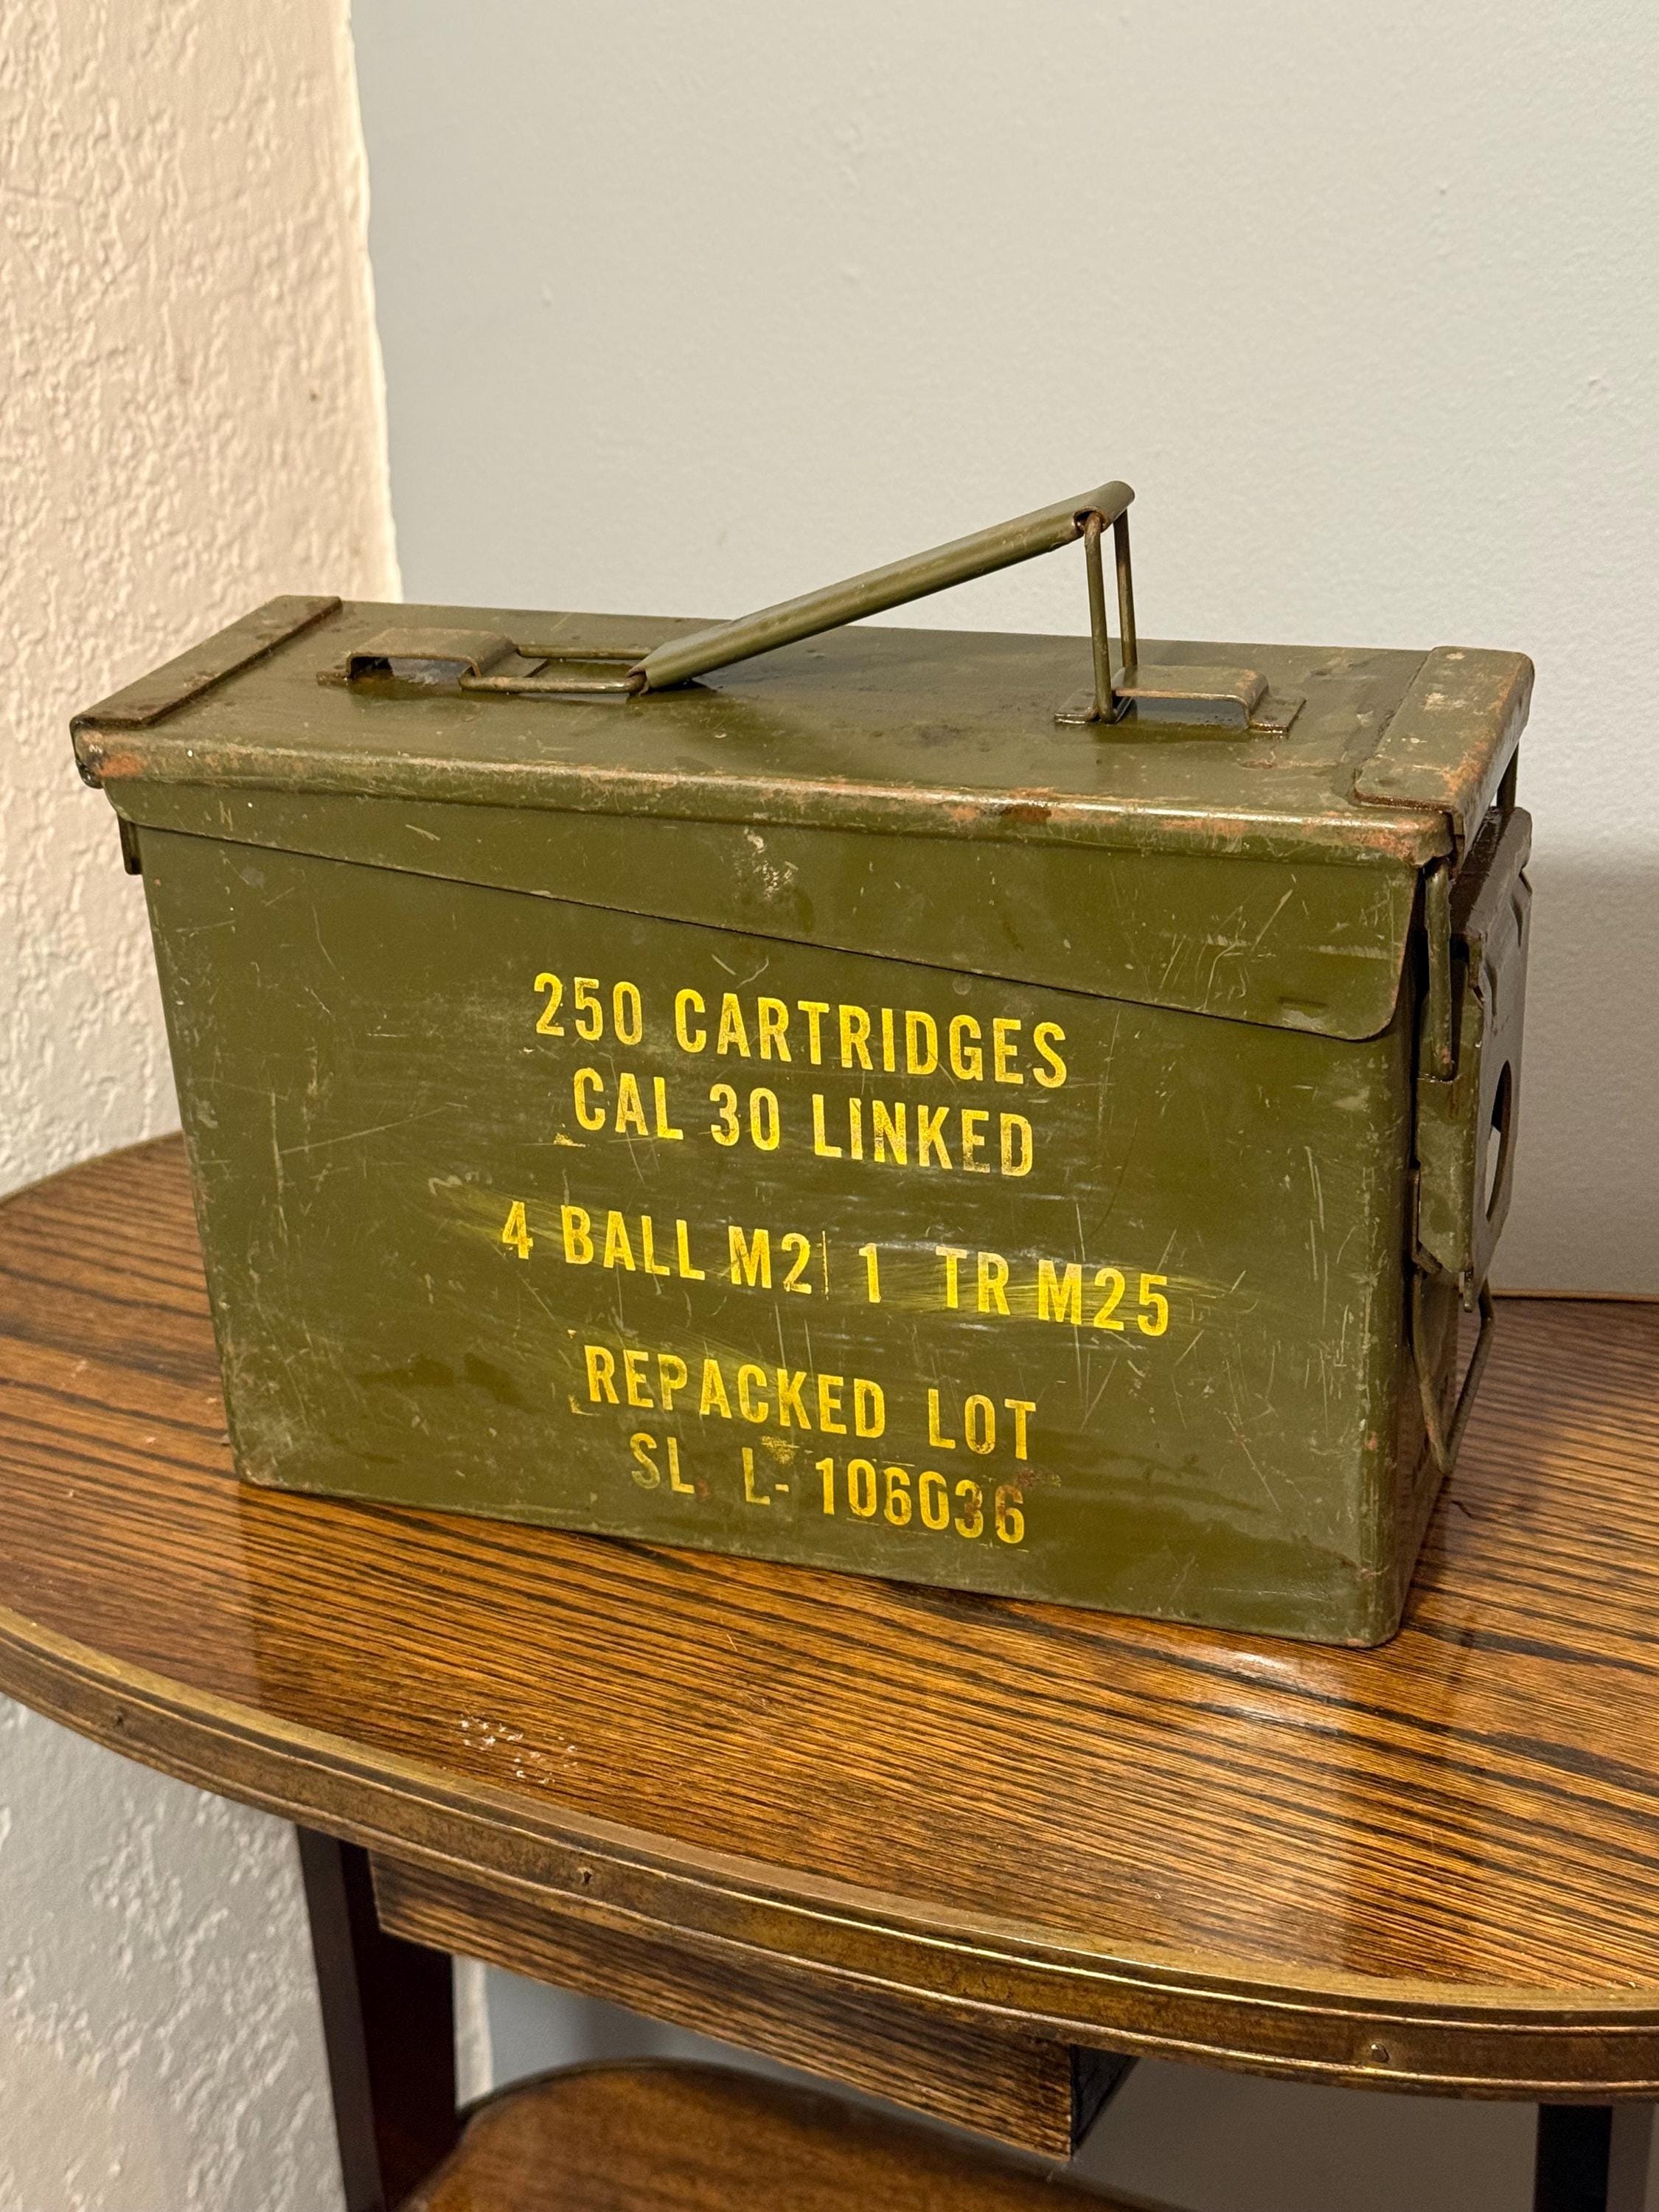 250 CARTRIDGES
CAL 30 LINKED
4 BALL M2 1 TR M25
REPACKED LOT
SL L-106036